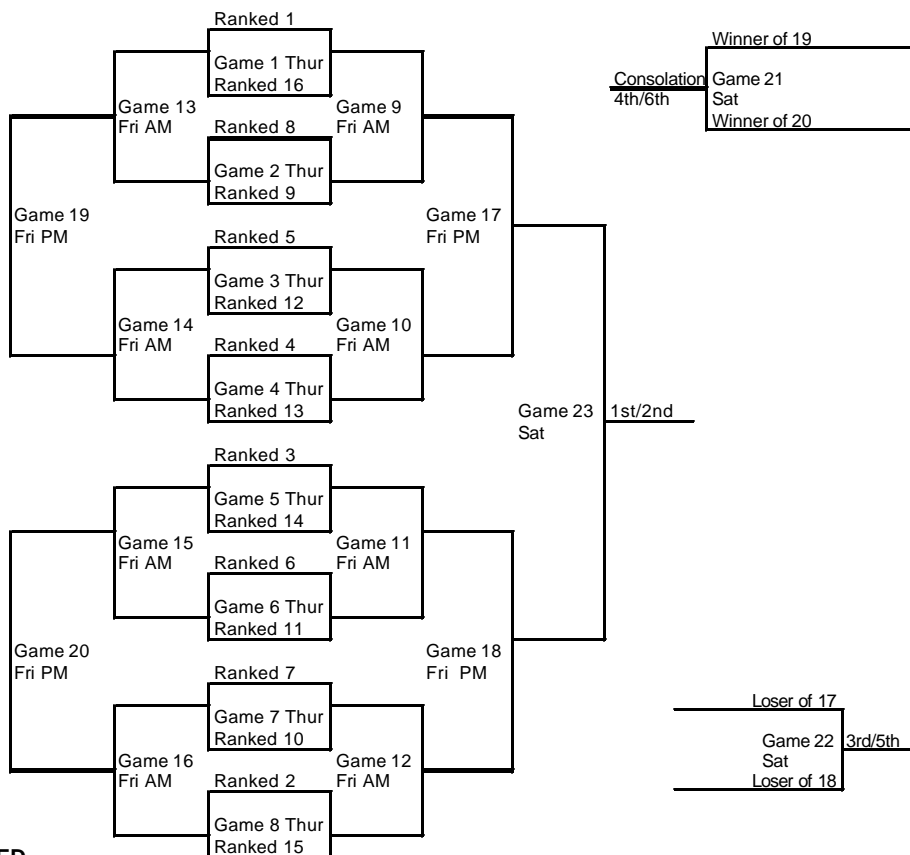 Ranked 1
Game 1 Thur
Ranked 16
Game 13
Fri AM
Game 9
Fri AM
Ranked 8
Game 2 Thur
Ranked 9
Game 19
Fri PM
Game 17
Fri PM
Ranked 5
Game 3 Thur
Ranked 12
Game 14
Fri AM
Game 10
Fri AM
Ranked 4
Game 4 Thur
Ranked 13
Game 23
Sat
1st/2nd
Ranked 3
Game 5 Thur
Ranked 14
Game 15
Fri AM
Game 11
Fri AM
Ranked 6
Game 6 Thur
Ranked 11
Game 20
Fri PM
Game 18
Fri PM
Ranked 7
Game 7 Thur
Ranked 10
Game 16
Fri AM
Game 12
Fri AM
Ranked 2
Game 8 Thur
Ranked 15
Winner of 19
Consolation
4th/6th
Game 21
Sat
Winner of 20
Loser of 17
Game 22
Sat
3rd/5th
Loser of 18